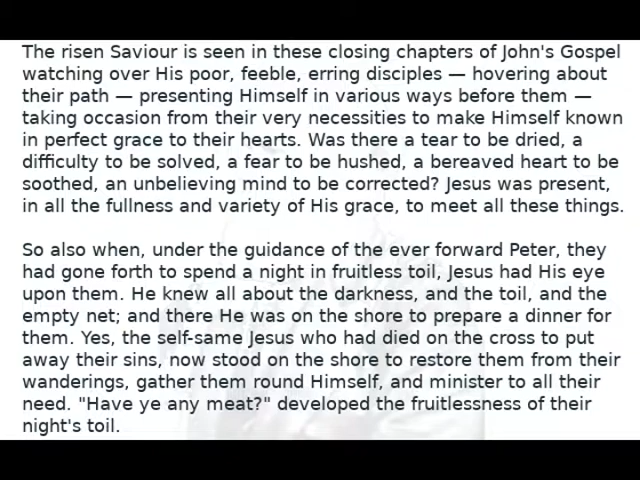 The risen Saviour is seen in these closing chapters of John's Gospel
watching over His poor, feeble, erring disciples — hovering about
their path — presenting Himself in various ways before them —
taking occasion from their very necessities to make Himself known
in perfect grace to their hearts. Was there a tear to be dried, a
difficulty to be solved, a fear to be hushed, a bereaved heart to be
soothed, an unbelieving mind to be corrected? Jesus was present,
in all the fullness and variety of His grace, to meet all these things.

So also when, under the guidance of the ever forward Peter, they
had gone forth to spend a night in fruitless toil, Jesus had His eye
upon them. He knew all about the darkness, and the toil, and the
empty net; and there He was on the shore to prepare a dinner for
them. Yes, the self-same Jesus who had died on the cross to put
away their sins, now stood on the shore to restore them from their
wanderings, gather them round Himself, and minister to all their
need. "Have ye any meat?" developed the fruitlessness of their
night's toil.